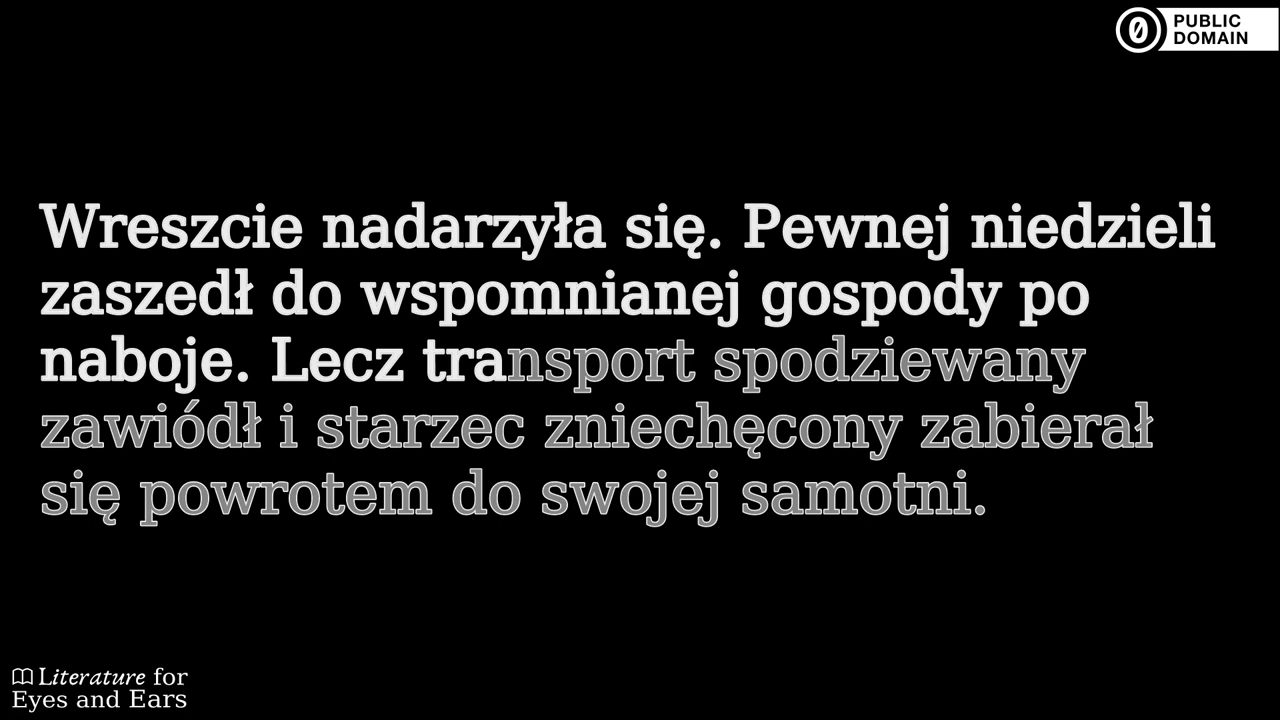 PUBLIC
DOMAIN
Wreszcie nadarzyła się. Pewnej niedzieli
zaszedł do wspomnianej gospody po
naboje. Lecz transport spodziewany
zawiódł i starzec zniechęcony zabierał
się powrotem do swojej samotni.
Literature for
Eyes and Ears